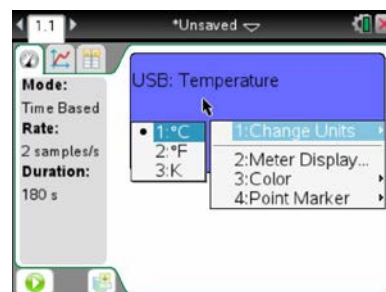 1.1
*Unsaved
Mode:
Time Based
Rate:
2 samples/s
Duration:
180 s
USB: Temperature
1:°C
2:°F
3:K
1:Change Units
2:Meter Display...
3:Color
4:Point Marker